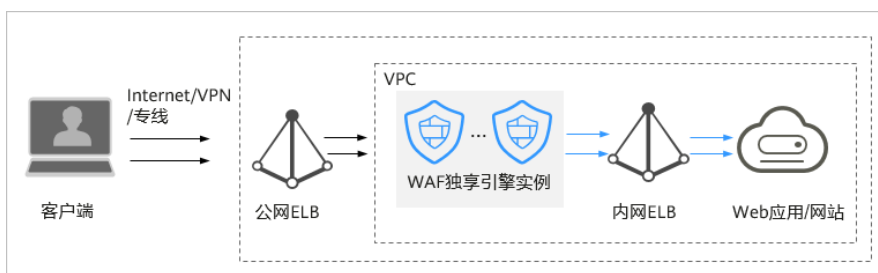 VPC
Internet/VPN
/专线
...
WAF独享引擎实例
客户端
公网ELB
内网ELB
Web应用/网站